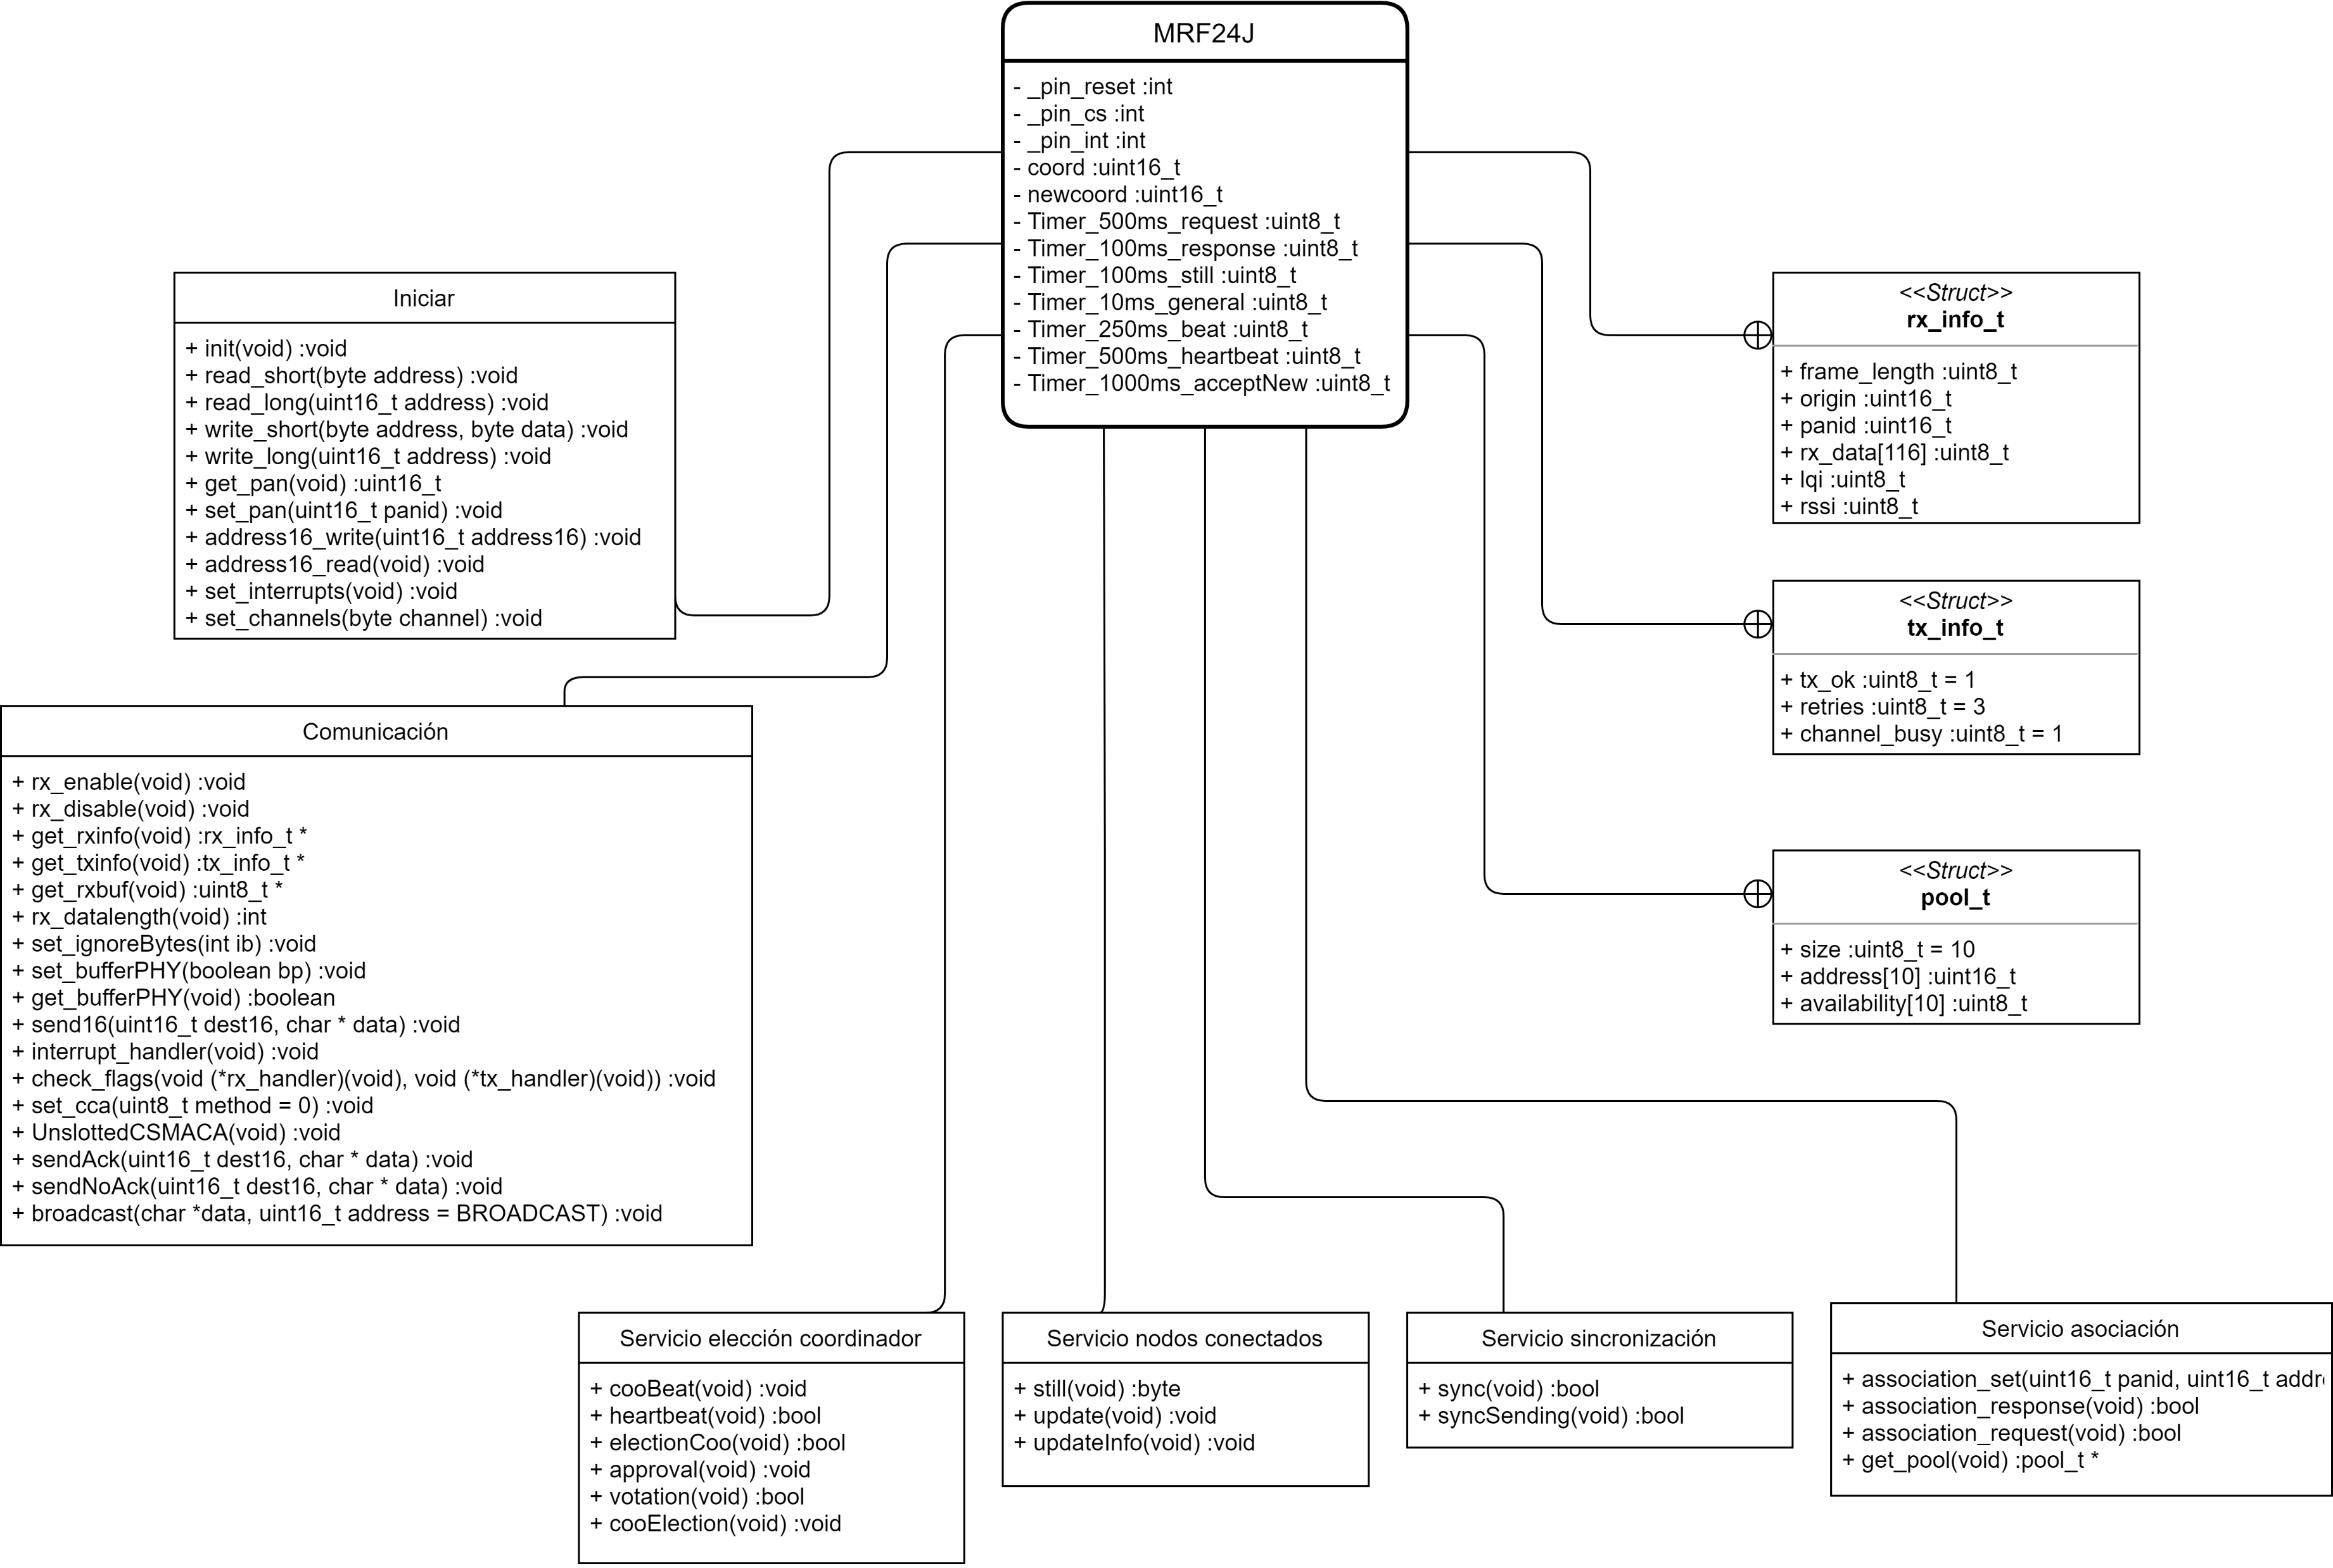 MRF24J
- _pin_reset :int
- _pin_cs :int
- _pin_int :int
- coord :uint16_t
- newcoord :uint16_t
- Timer_500ms_request :uint8_t
- Timer_100ms_response :uint8_t
- Timer_100ms_still :uint8_t
- Timer_10ms_general :uint8_t
- Timer_250ms_beat :uint8_t
- Timer_500ms_heartbeat :uint8_t
- Timer_1000ms_acceptNew :uint8_t
Iniciar
+ init(void) :void
+ read_short(byte address) :void
+ read_long(uint16_t address) :void
+ write_short(byte address, byte data) :void
+ write_long(uint16_t address) :void
+ get_pan(void) :uint16_t
+ set_pan(uint16_t panid) :void
+ address16_write(uint16_t address16) :void
+ address16_read(void) :void
+ set_interrupts(void) :void
+ set_channels(byte channel) :void
<<Struct>>
rx_info_t
+ frame_length :uint8_t
+ origin :uint16_t
+ panid :uint16_t
+ rx_data[116] :uint8_t
+ lqi :uint8_t
+ rssi :uint8_t
<<Struct>>
tx_info_t
+ tx_ok :uint8_t = 1
+ retries :uint8_t = 3
+ channel_busy :uint8_t = 1
Comunicación
+ rx_enable(void) :void
+ rx_disable(void) :void
+ get_rxinfo(void) :rx_info_t *
+ get_txinfo(void) :tx_info_t *
+ get_rxbuf(void) :uint8_t *
+ rx_datalength(void) :int
+ set_ignoreBytes(int ib) :void
+ set_bufferPHY(boolean bp) :void
+ get_bufferPHY(void) :boolean
+ send16(uint16_t dest16, char * data) :void
+ interrupt_handler(void) :void
+ check_flags(void (*rx_handler)(void), void (*tx_handler)(void)) :void
+ set_cca(uint8_t method = 0) :void
+ UnslottedCSMACA(void) :void
+ sendAck(uint16_t dest16, char * data) :void
+ sendNoAck(uint16_t dest16, char * data) :void
+ broadcast(char *data, uint16_t address = BROADCAST) :void
<<Struct>>
pool_t
+ size :uint8_t = 10
+ address[10] :uint16_t
+ availability[10] :uint8_t
Servicio elección coordinador
+ cooBeat(void) :void
+ heartbeat(void) :bool
+ electionCoo(void) :bool
+ approval(void) :void
+ votation(void) :bool
+ cooElection(void) :void
Servicio nodos conectados
+ still(void) :byte
+ update(void) :void
+ updateInfo(void) :void
Servicio sincronización
+ sync(void) :bool
+ syncSending(void) :bool
Servicio asociación
+ association_set(uint16_t panid, uint16_t
+ association_response(void) :bool
+ association_request(void) :bool
+ get_pool(void) :pool_t *